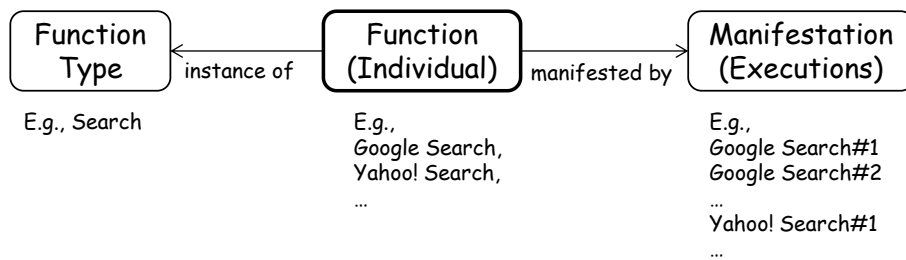 Function
Type
instance of
Function
(Individual)
manifested by
Manifestation
(Executions)
E.g., Search
E.g.,
Google Search,
Yahoo! Search,
…
E.g.,
Google Search#1
Google Search#2
…
Yahoo! Search#1
…